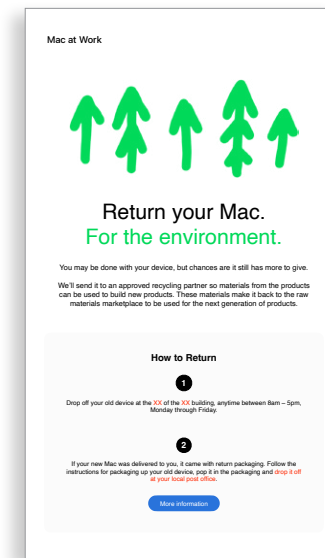 Mac at Work
Return your Mac.
For the environment.
You may be done with your device, but chances are it still has more to give.
We’ll send it to an approved recycling partner so materials from the products
can be used to build new products. These materials make it back to the raw
materials marketplace to be used for the next generation of products.
How to Return
1
Drop off your old device at the XX of the XX building, anytime between 8am – 5pm,
Monday through Friday.
2
If your new Mac was delivered to you, it came with return packaging. Follow the
instructions for packaging up your old device, pop it in the packaging and drop it off
at your local post office.
More information